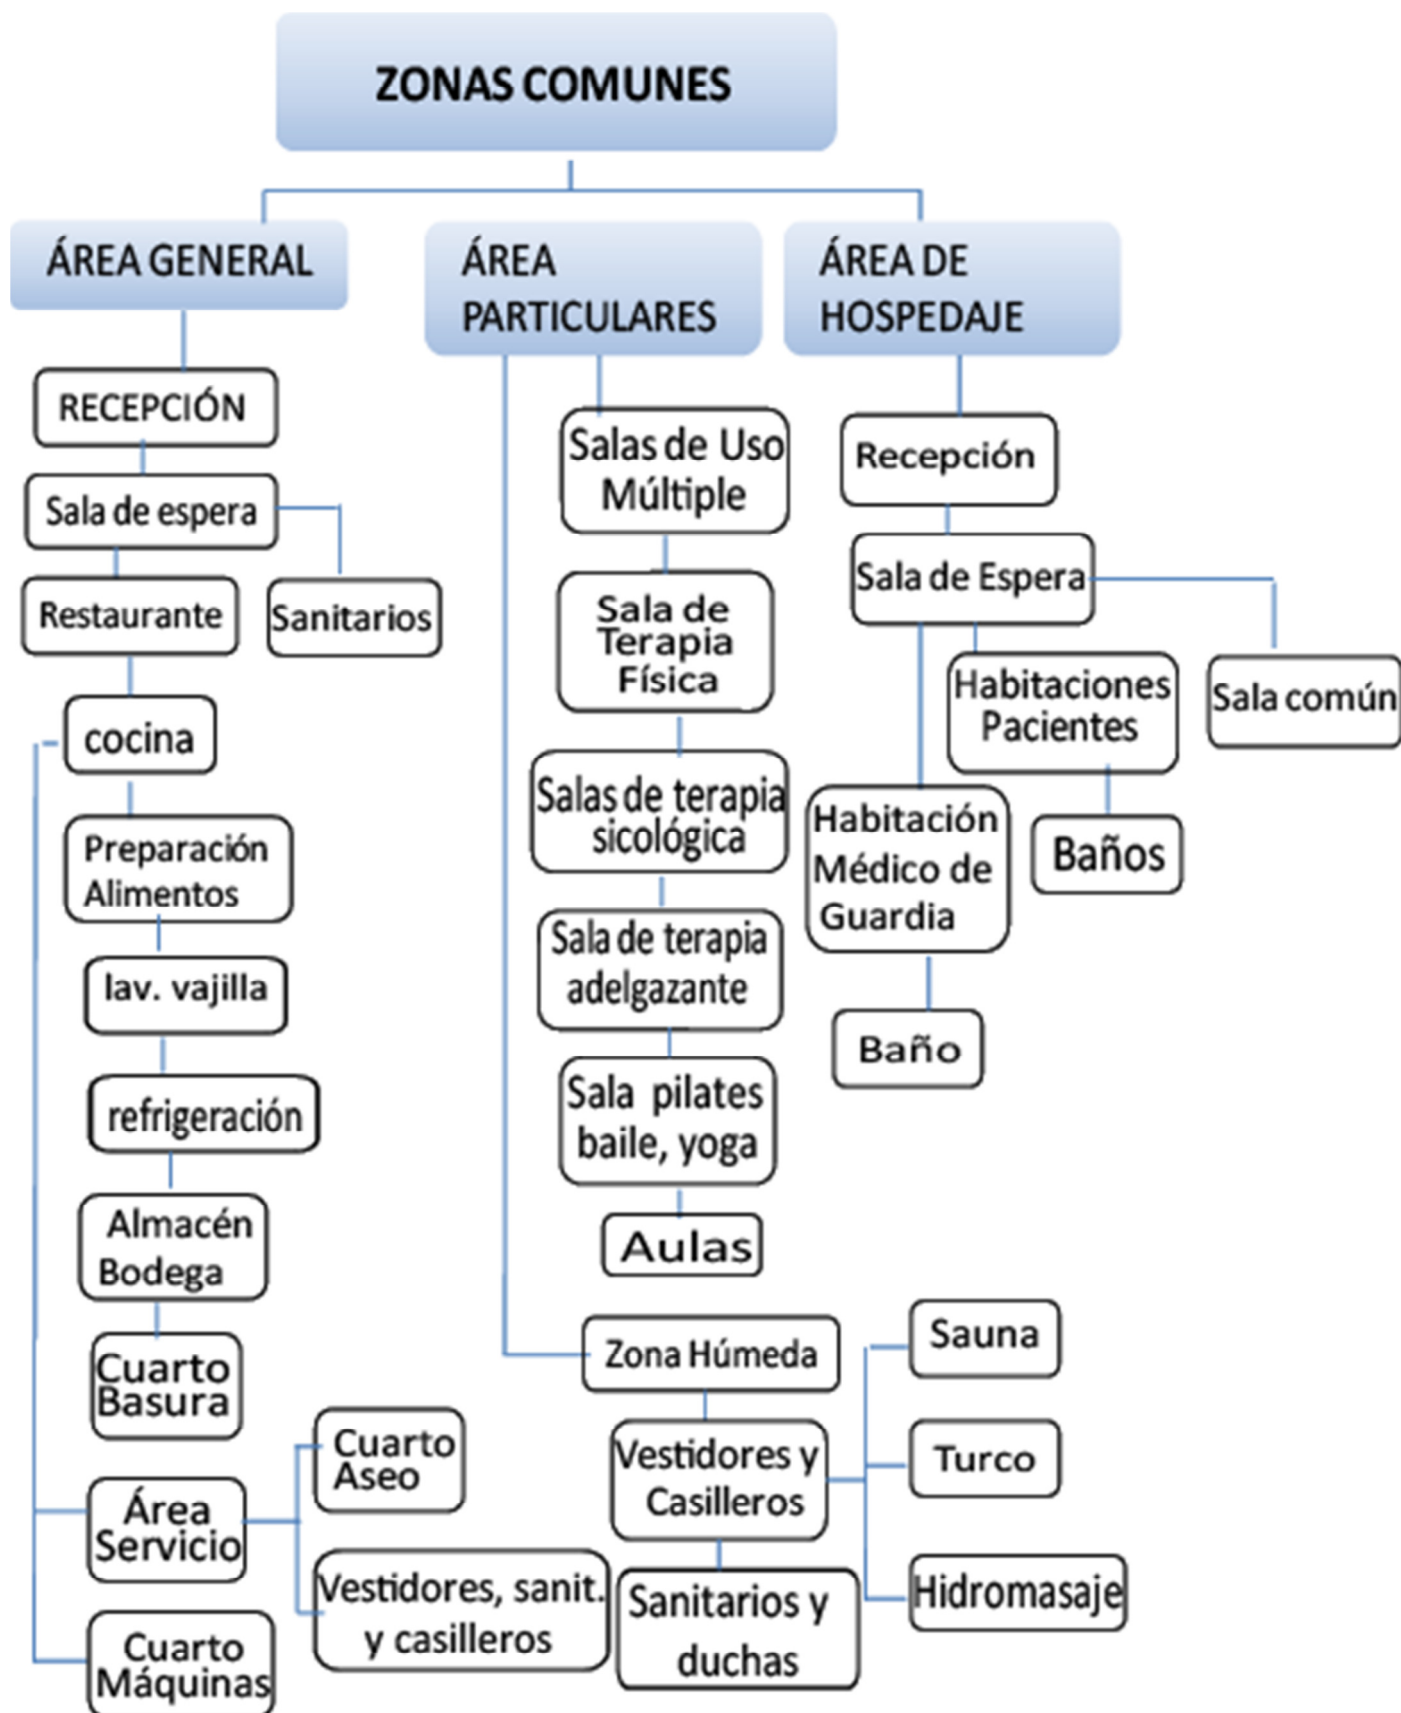 ZONAS COMUNES
ÁREA GENERAL
RECEPCIÓN
Sala de espera
Restaurante
Sanitarios
cocina
Preparación
Alimentos
lav. vajilla
refrigeración
Almacén
Bodega
Cuarto
Basura
Área
Servicio
Cuarto
Aseo
Vestidores, sanit.
y casilleros
Cuarto
Máquinas
ÁREA
PARTICULARES
Salas de Uso
Múltiple
Sala de
Terapia
Física
Salas de terapia
sicológica
Sala de terapia
adelgazante
Sala pilates
baile, yoga
Aulas
Zona Húmeda
Vestidores y
Casilleros
Sanitarios y
duchas
Sauna
Turco
Hidromasaje
ÁREA DE
HOSPEDAJE
Recepción
Sala de Espera
Habitaciones
Pacientes
Baños
Sala común
Habitación
Médico de
Guardia
Baño